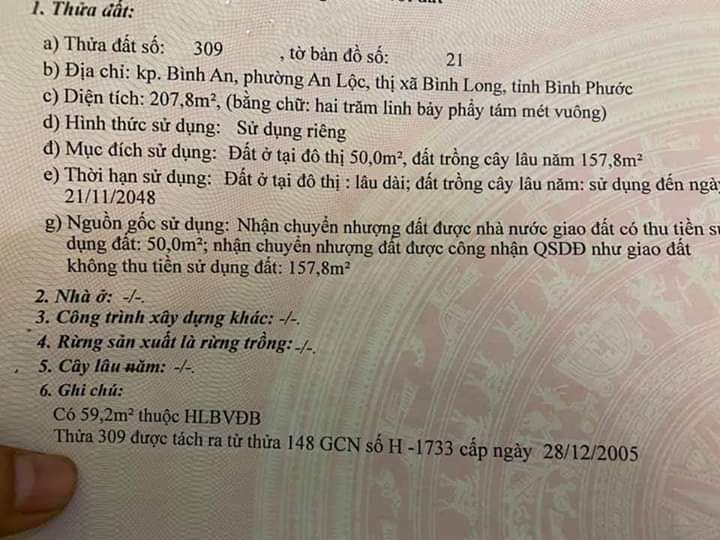 1. Thửa đất:
a) Thửa đất số: 309 , tờ bản đồ số: 21
b) Địa chỉ: kp. Bình An, phường An Lộc, thị xã Bình Long, tỉnh Bình Phước
c) Diện tích: 207,8m², (bằng chữ: hai trăm linh bảy phẩy tám mét vuông)
d) Hình thức sử dụng: Sử dụng riêng
đ) Mục đích sử dụng: Đất ở tại đô thị 50,0m², đất trồng cây lâu năm 157,8m²
e) Thời hạn sử dụng: Đất ở tại đô thị : lâu dài; đất trồng cây lâu năm: sử dụng đến ngày
21/11/2048
g) Nguồn gốc sử dụng: Nhận chuyển nhượng đất được nhà nước giao đất có thu tiền sử
dụng đất: 50,0m²; nhận chuyển nhượng đất được công nhận QSDĐ như giao đất
không thu tiền sử dụng đất: 157,8m²
2. Nhà ở: -/-.
3. Công trình xây dựng khác: -/-.
4. Rừng sản xuất là rừng trồng: -/-.
5. Cây lâu năm: -/-.
6. Ghi chú:
Có 59,2m² thuộc HLBVĐB
Thửa 309 được tách ra từ thửa 148 GCN số H -1733 cấp ngày 28/12/2005